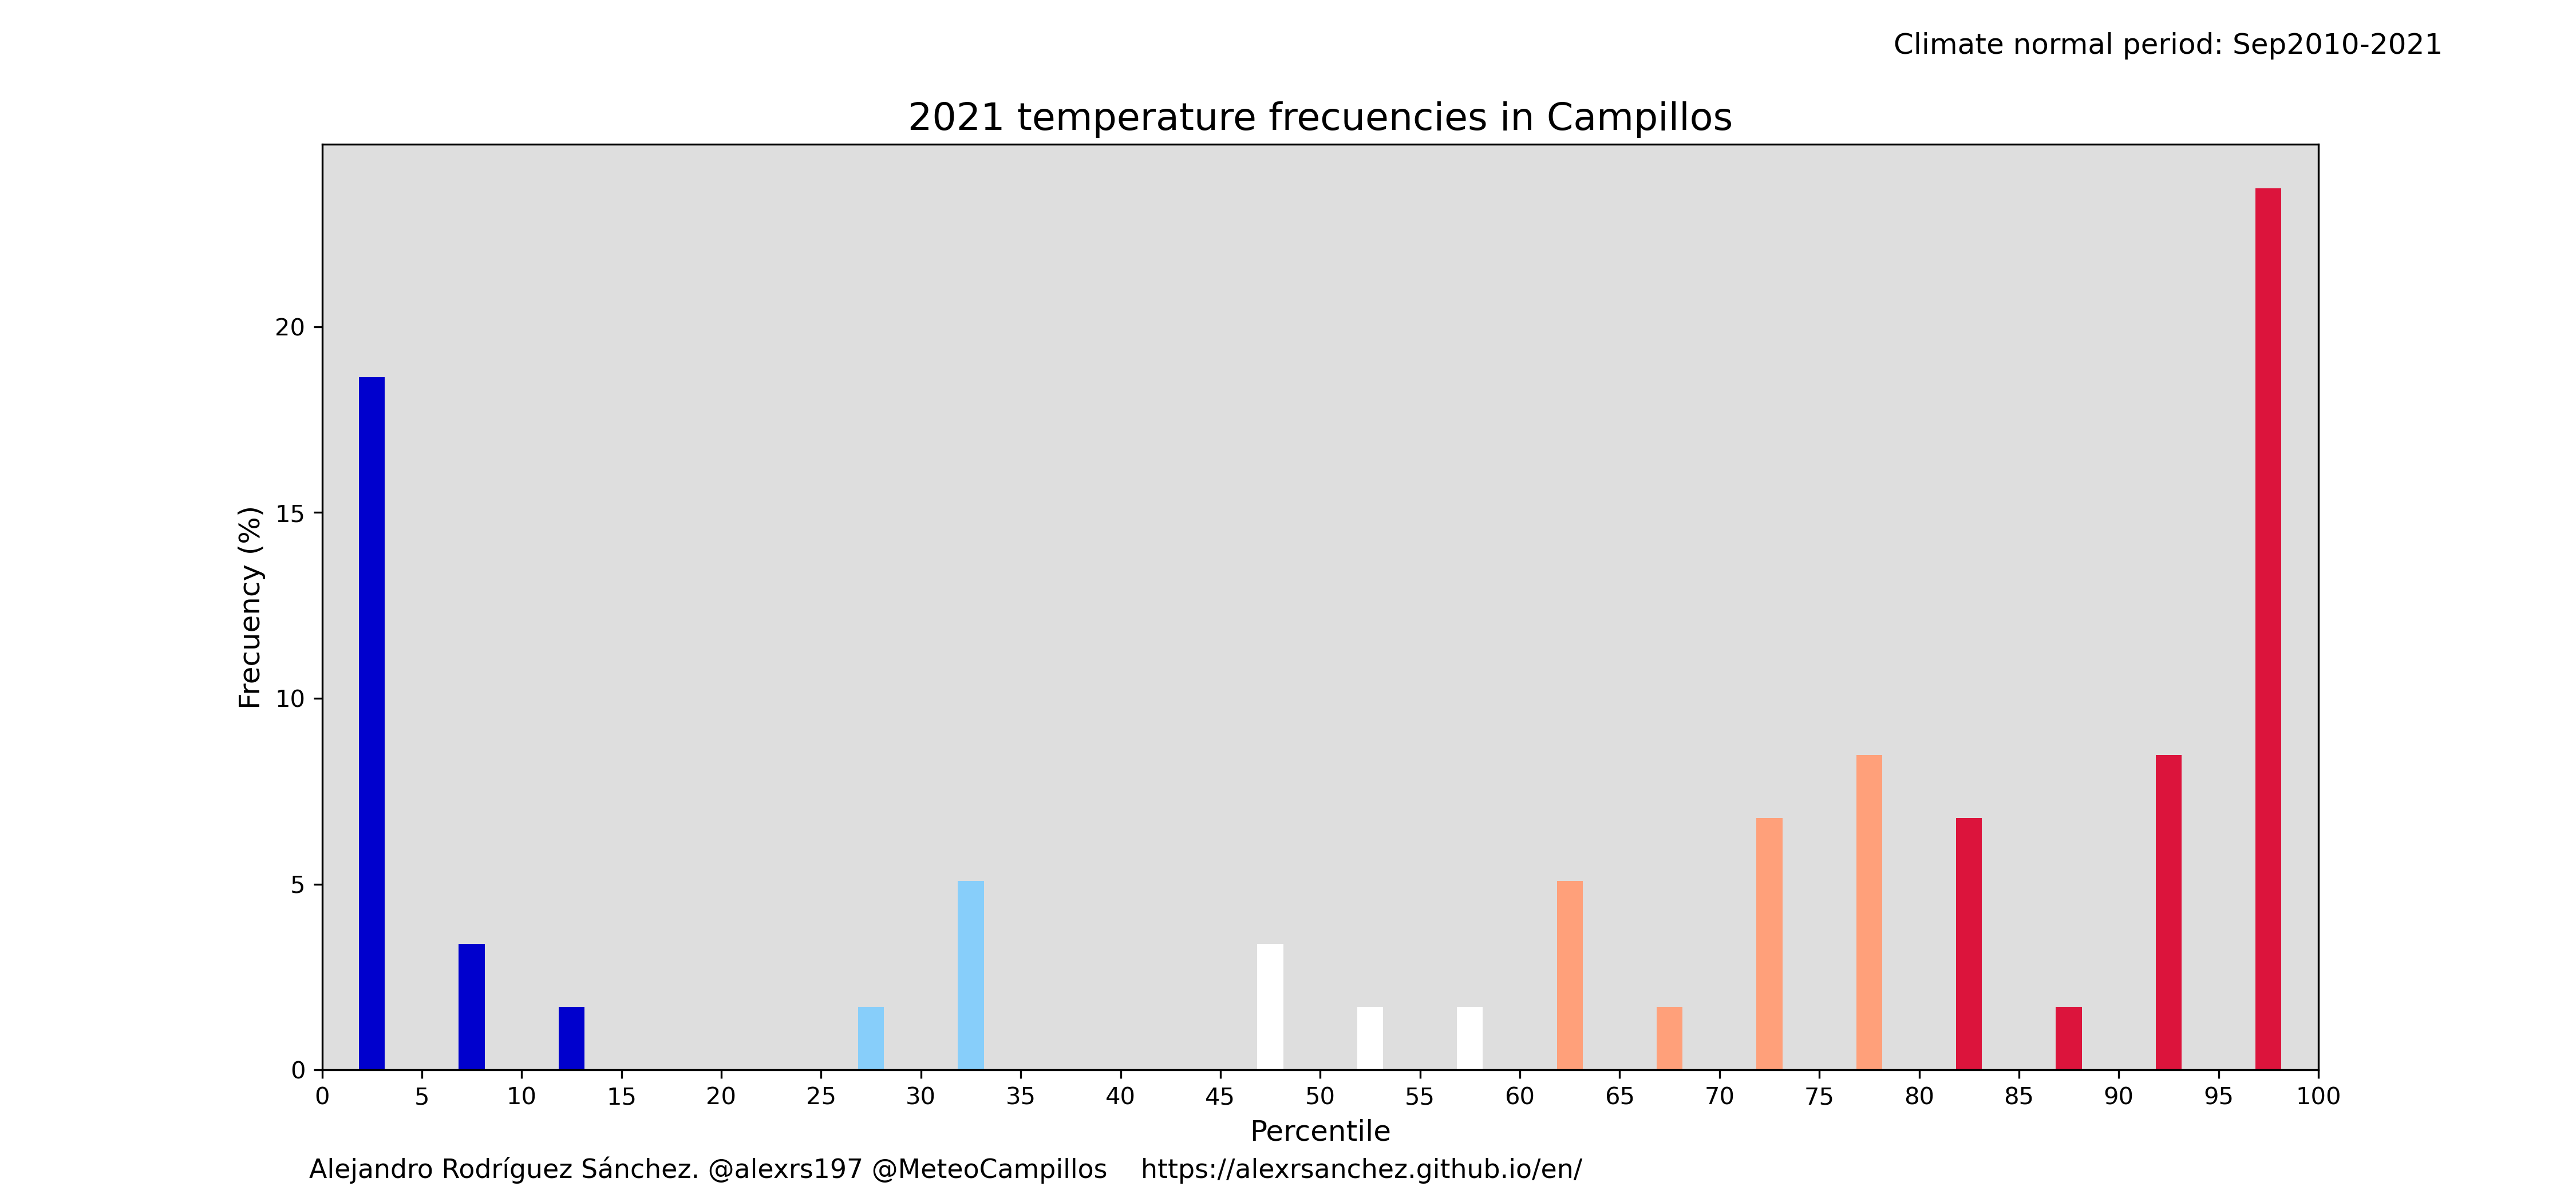 Climate normal period: Sep2010-2021
2021 temperature frecuencies in Campillos
Frecuency (%)
20
15
10
5
0
0 5 10 15 20 25 30 35 40 45 50 55 60 65 70 75 80 85 90 95 100
Percentile
Alejandro Rodríguez Sánchez. @alexrs197 @MeteoCampillos https://alexrsanchez.github.io/en/